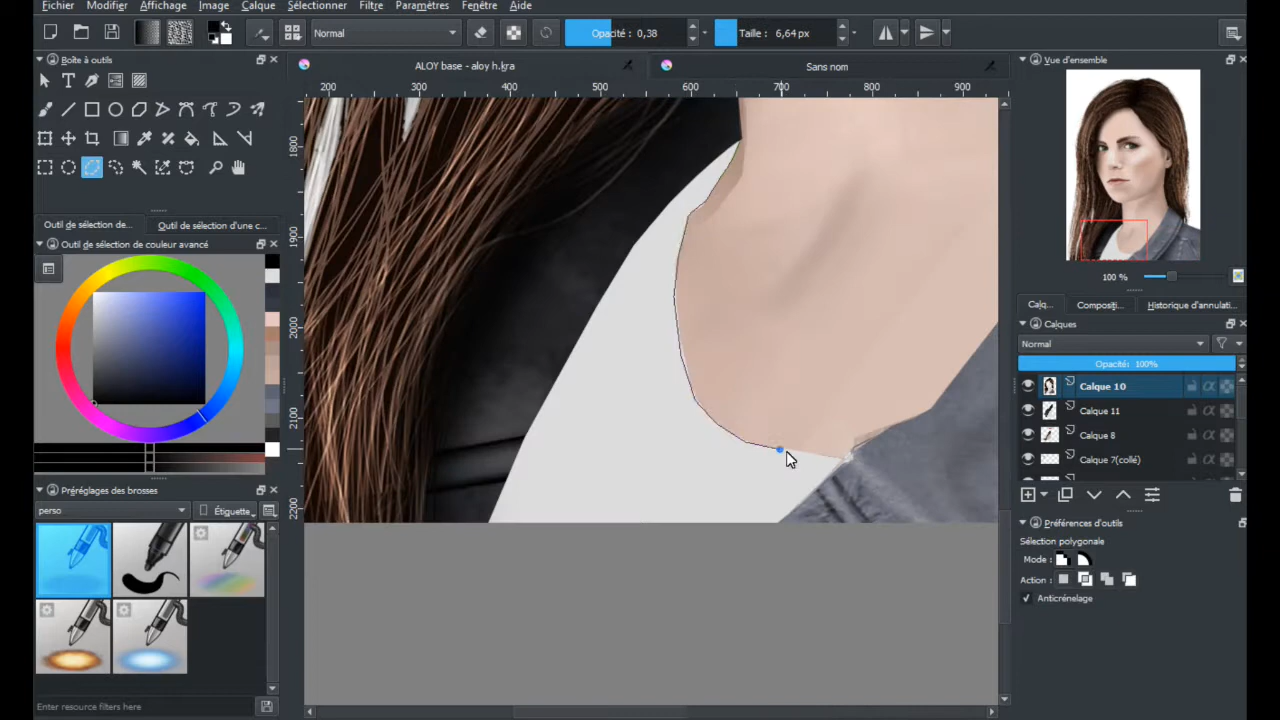 Fichier Modifier Affichage Image Calque Sélectionner Filtre Paramètres Fenêtre Aide
Normal Opacité : 0,38 Taille : 6,64 px
Boîte à outils
ALOY base - aloy h.kra Sans nom
Vue d'ensemble
200 300 400 500 600 700 800 900
1800
1900
2000
2100
2200
Outil de sélection de... Outil de sélection d'une c...
Outil de sélection de couleur avancé
100 %
Calq... Compositi... Historique d'annulati...
Calques
Normal
Opacité: 100%
Calque 10
Calque 11
Calque 8
Calque 7(collé)
Préréglages des brosses
perso Étiquette
Préférences d'outils
Sélection polygonale
Mode :
Action :
Anticrénelage
Enter resource filters here